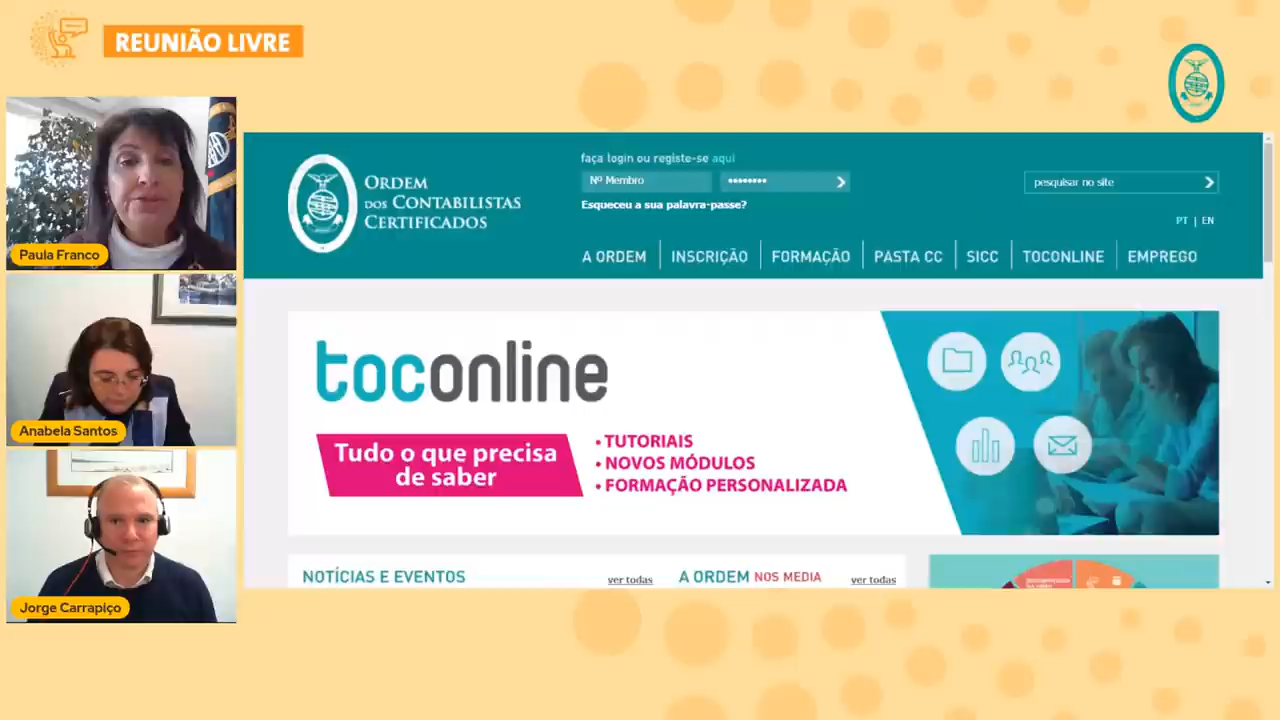 REUNIÃO LIVRE
Paula Franco
Anabela Santos
Jorge Carrapiço
ORDEM
DOS CONTABILISTAS
CERTIFICADOS
faça login ou registe-se aqui
Nº Membro
••••••••
Esqueceu a sua palavra-passe?
pesquisar no site
PT | EN
A ORDEM
INSCRIÇÃO
FORMAÇÃO
PASTA CC
SICC
TOCONLINE
EMPREGO
toconline
Tudo o que precisa
de saber
• TUTORIAIS
• NOVOS MÓDULOS
• FORMAÇÃO PERSONALIZADA
NOTÍCIAS E EVENTOS
ver todas
A ORDEM NOS MEDIA
ver todas